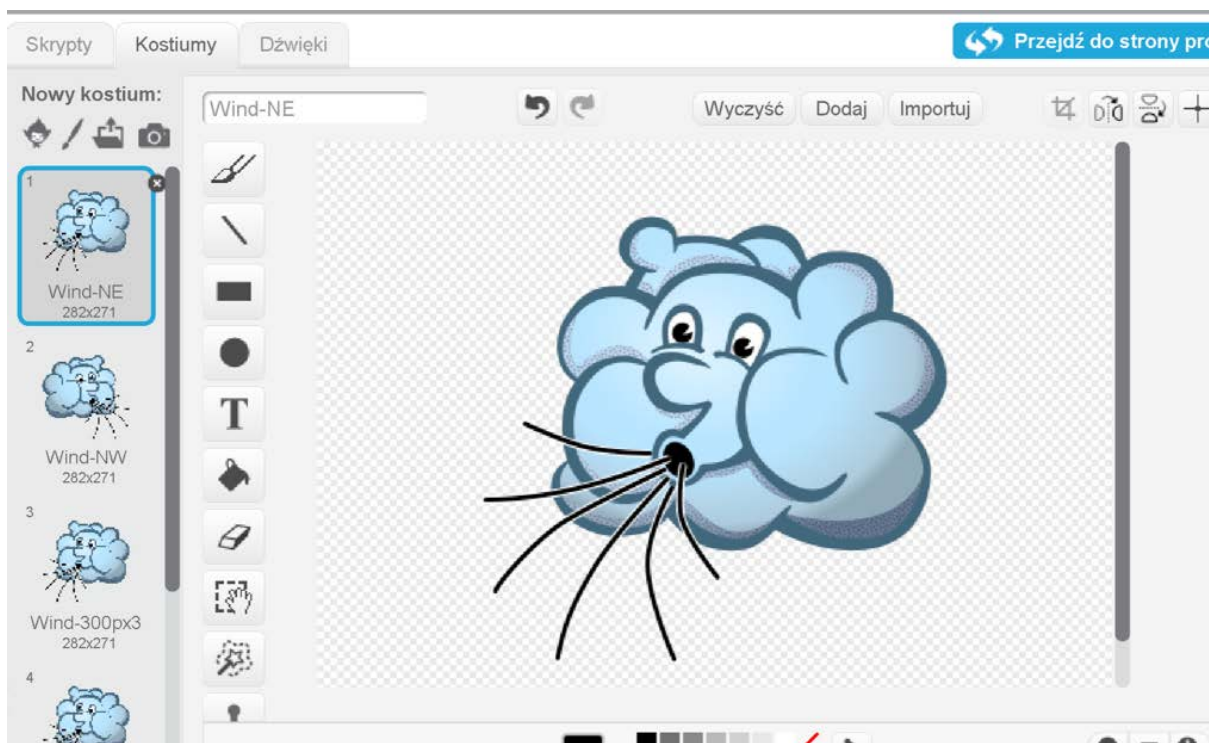 Skrypty Kostiumy Dźwięki
Przejdź do strony pro
Nowy kostium:
Wind-NE
Wyczyść Dodaj Importuj
1
Wind-NE
282x271
2
Wind-NW
282x271
3
Wind-300px3
282x271
4
T